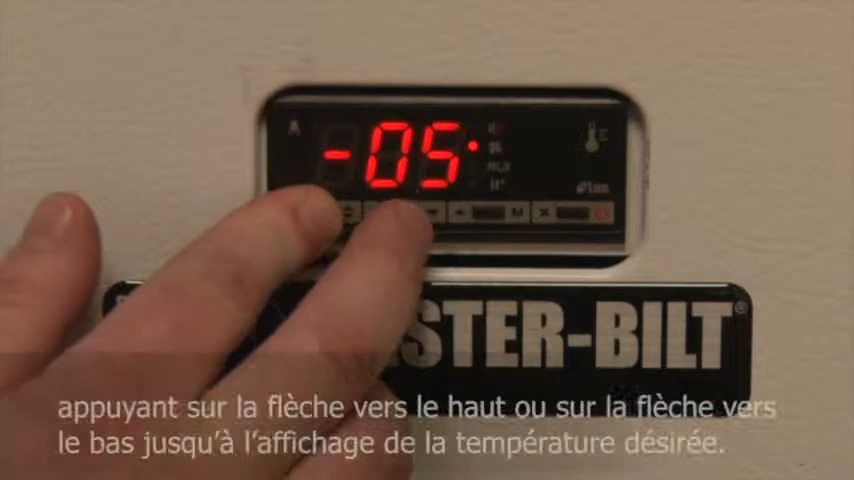 A
-05
M
STER-BILT®
appuyant sur la flèche vers le haut ou sur la flèche vers
le bas jusqu'à l'affichage de la température désirée.